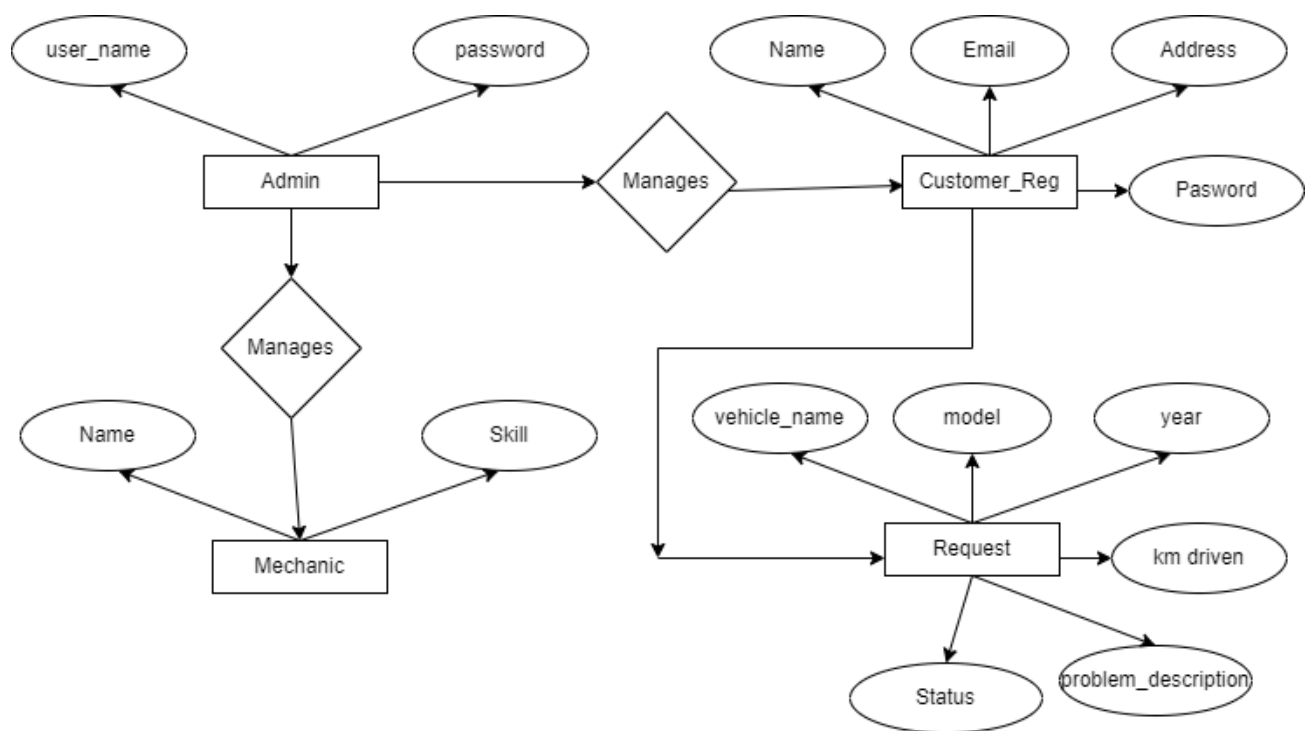 user_name
password
Name
Email
Address
Admin
Manages
Customer_Reg
Pasword
Manages
Name
Skill
vehicle_name
model
year
Mechanic
Request
km driven
Status
problem_description